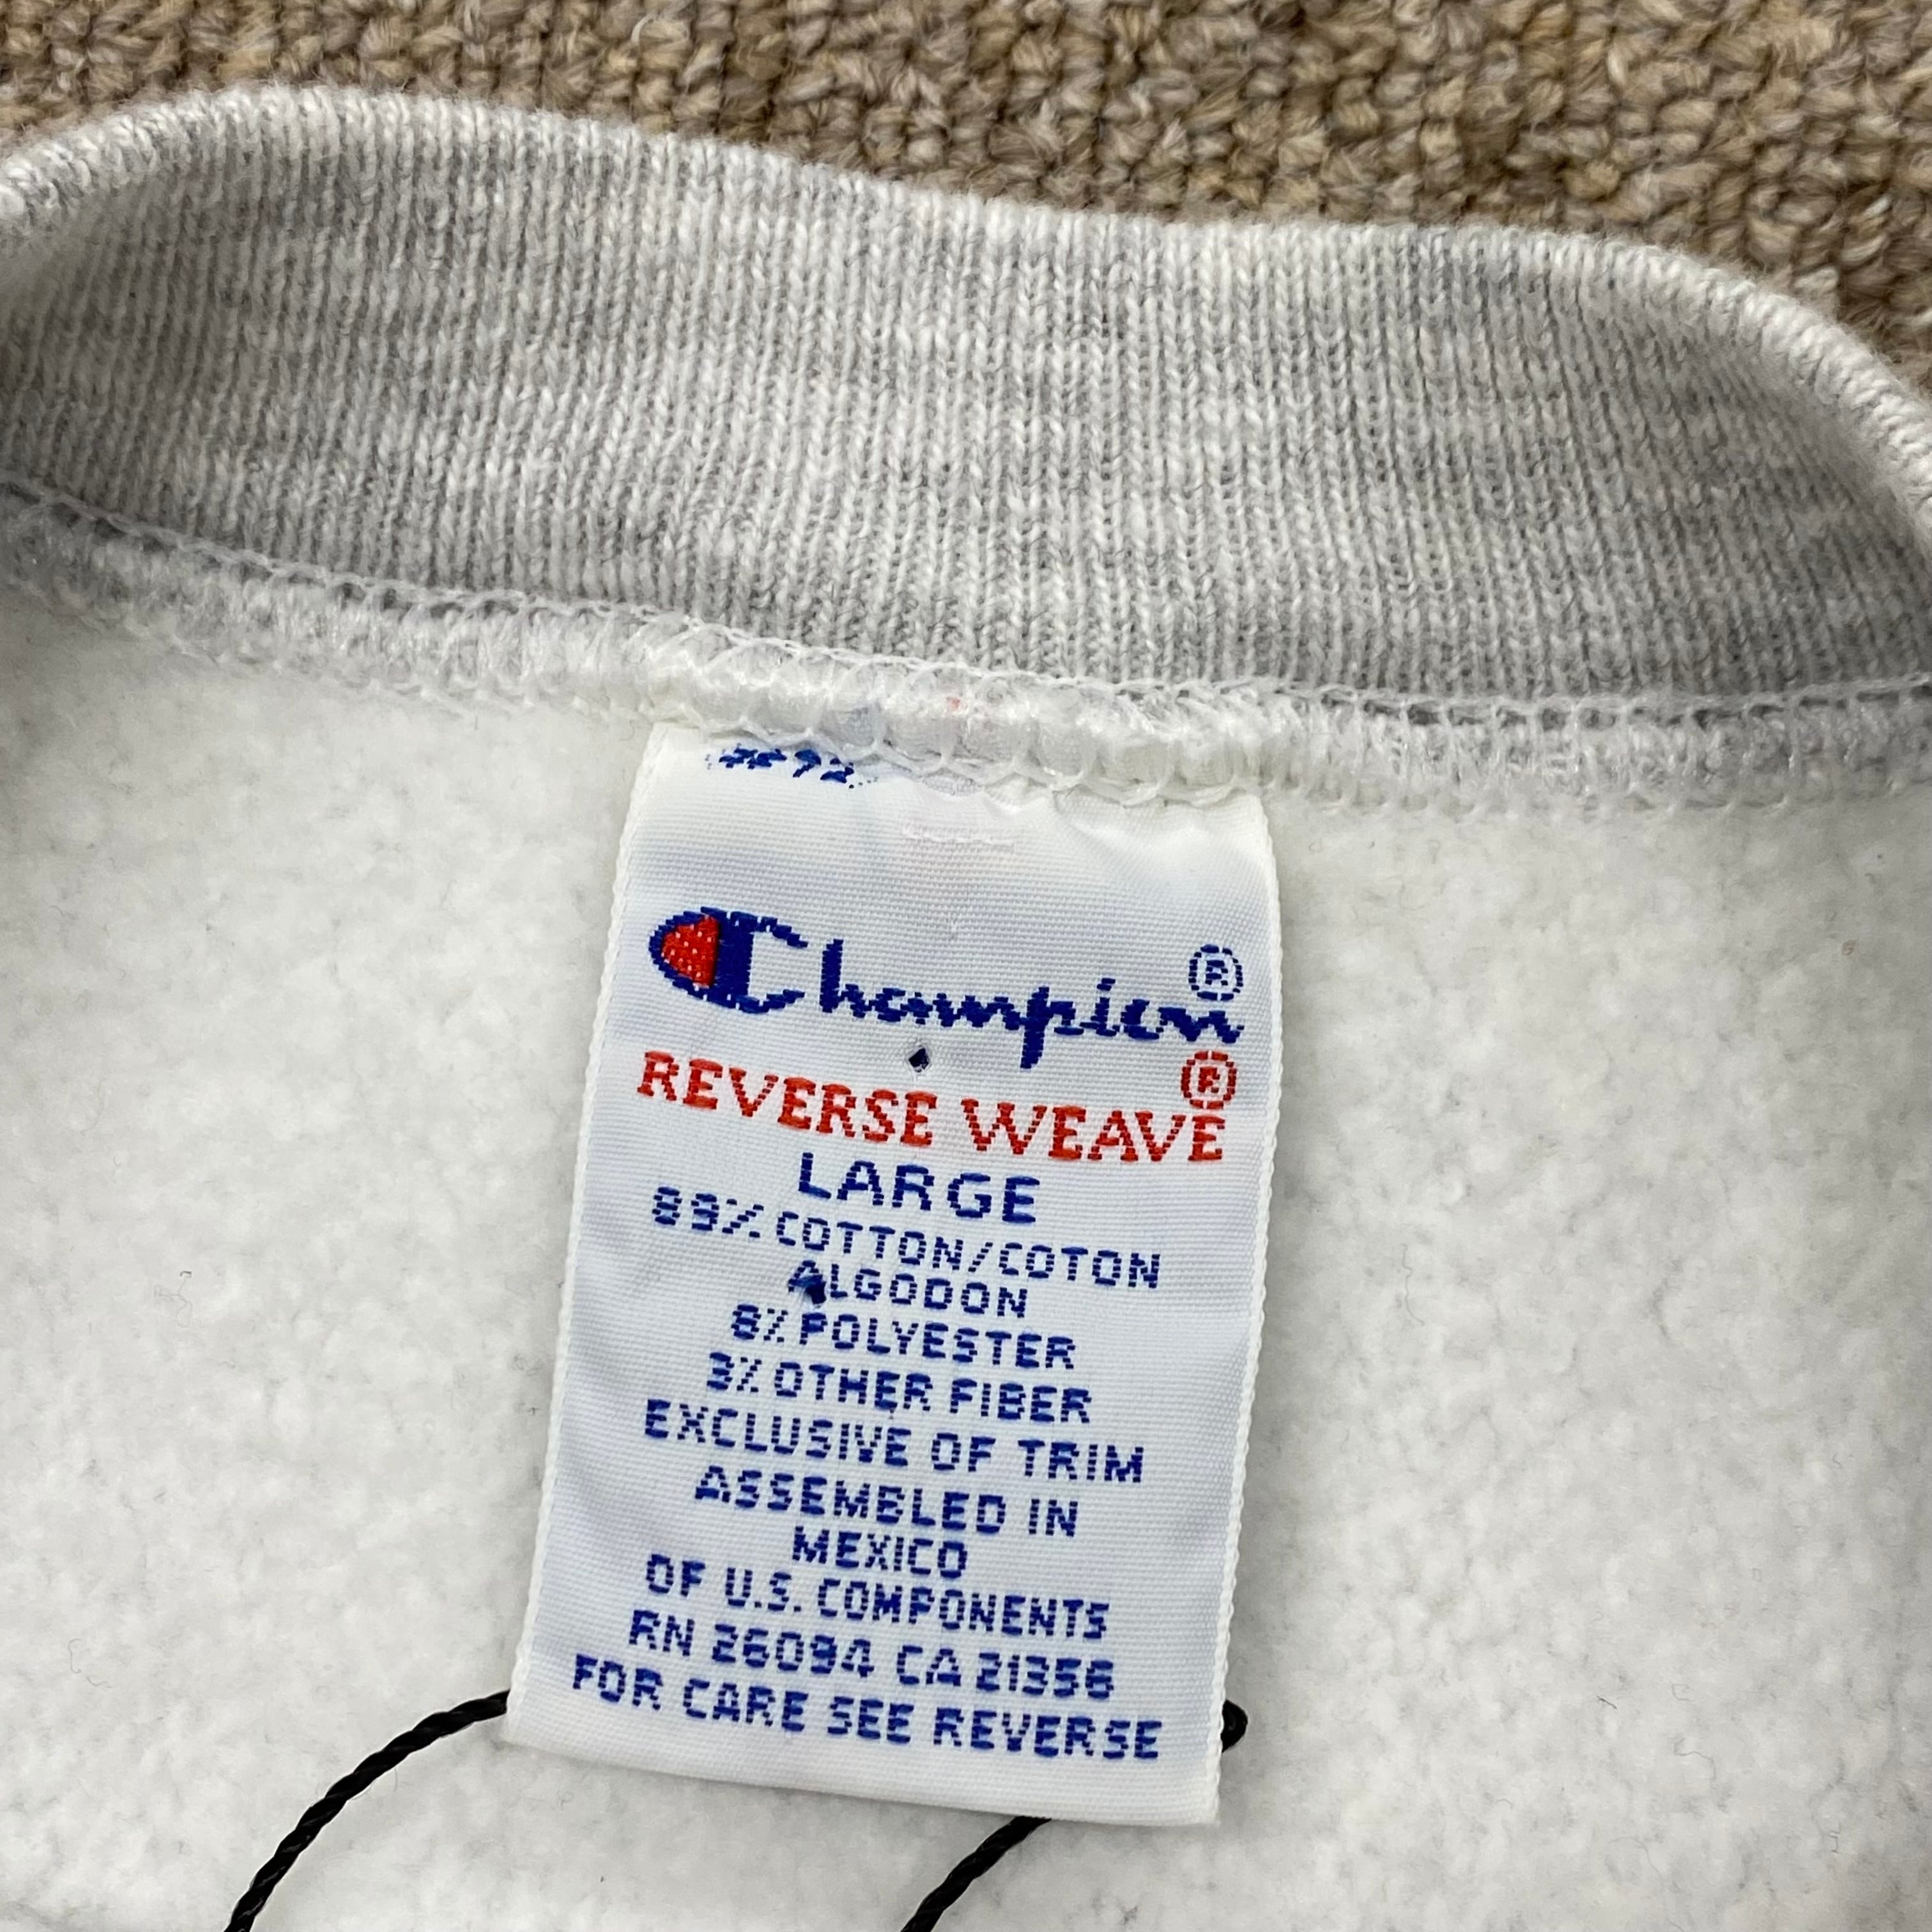 Champion®
REVERSE WEAVE®
LARGE
89% COTTON/COTON
ALGODON
8% POLYESTER
3% OTHER FIBER
EXCLUSIVE OF TRIM
ASSEMBLED IN
MEXICO
OF U.S. COMPONENTS
RN 26094 CA 21356
FOR CARE SEE REVERSE